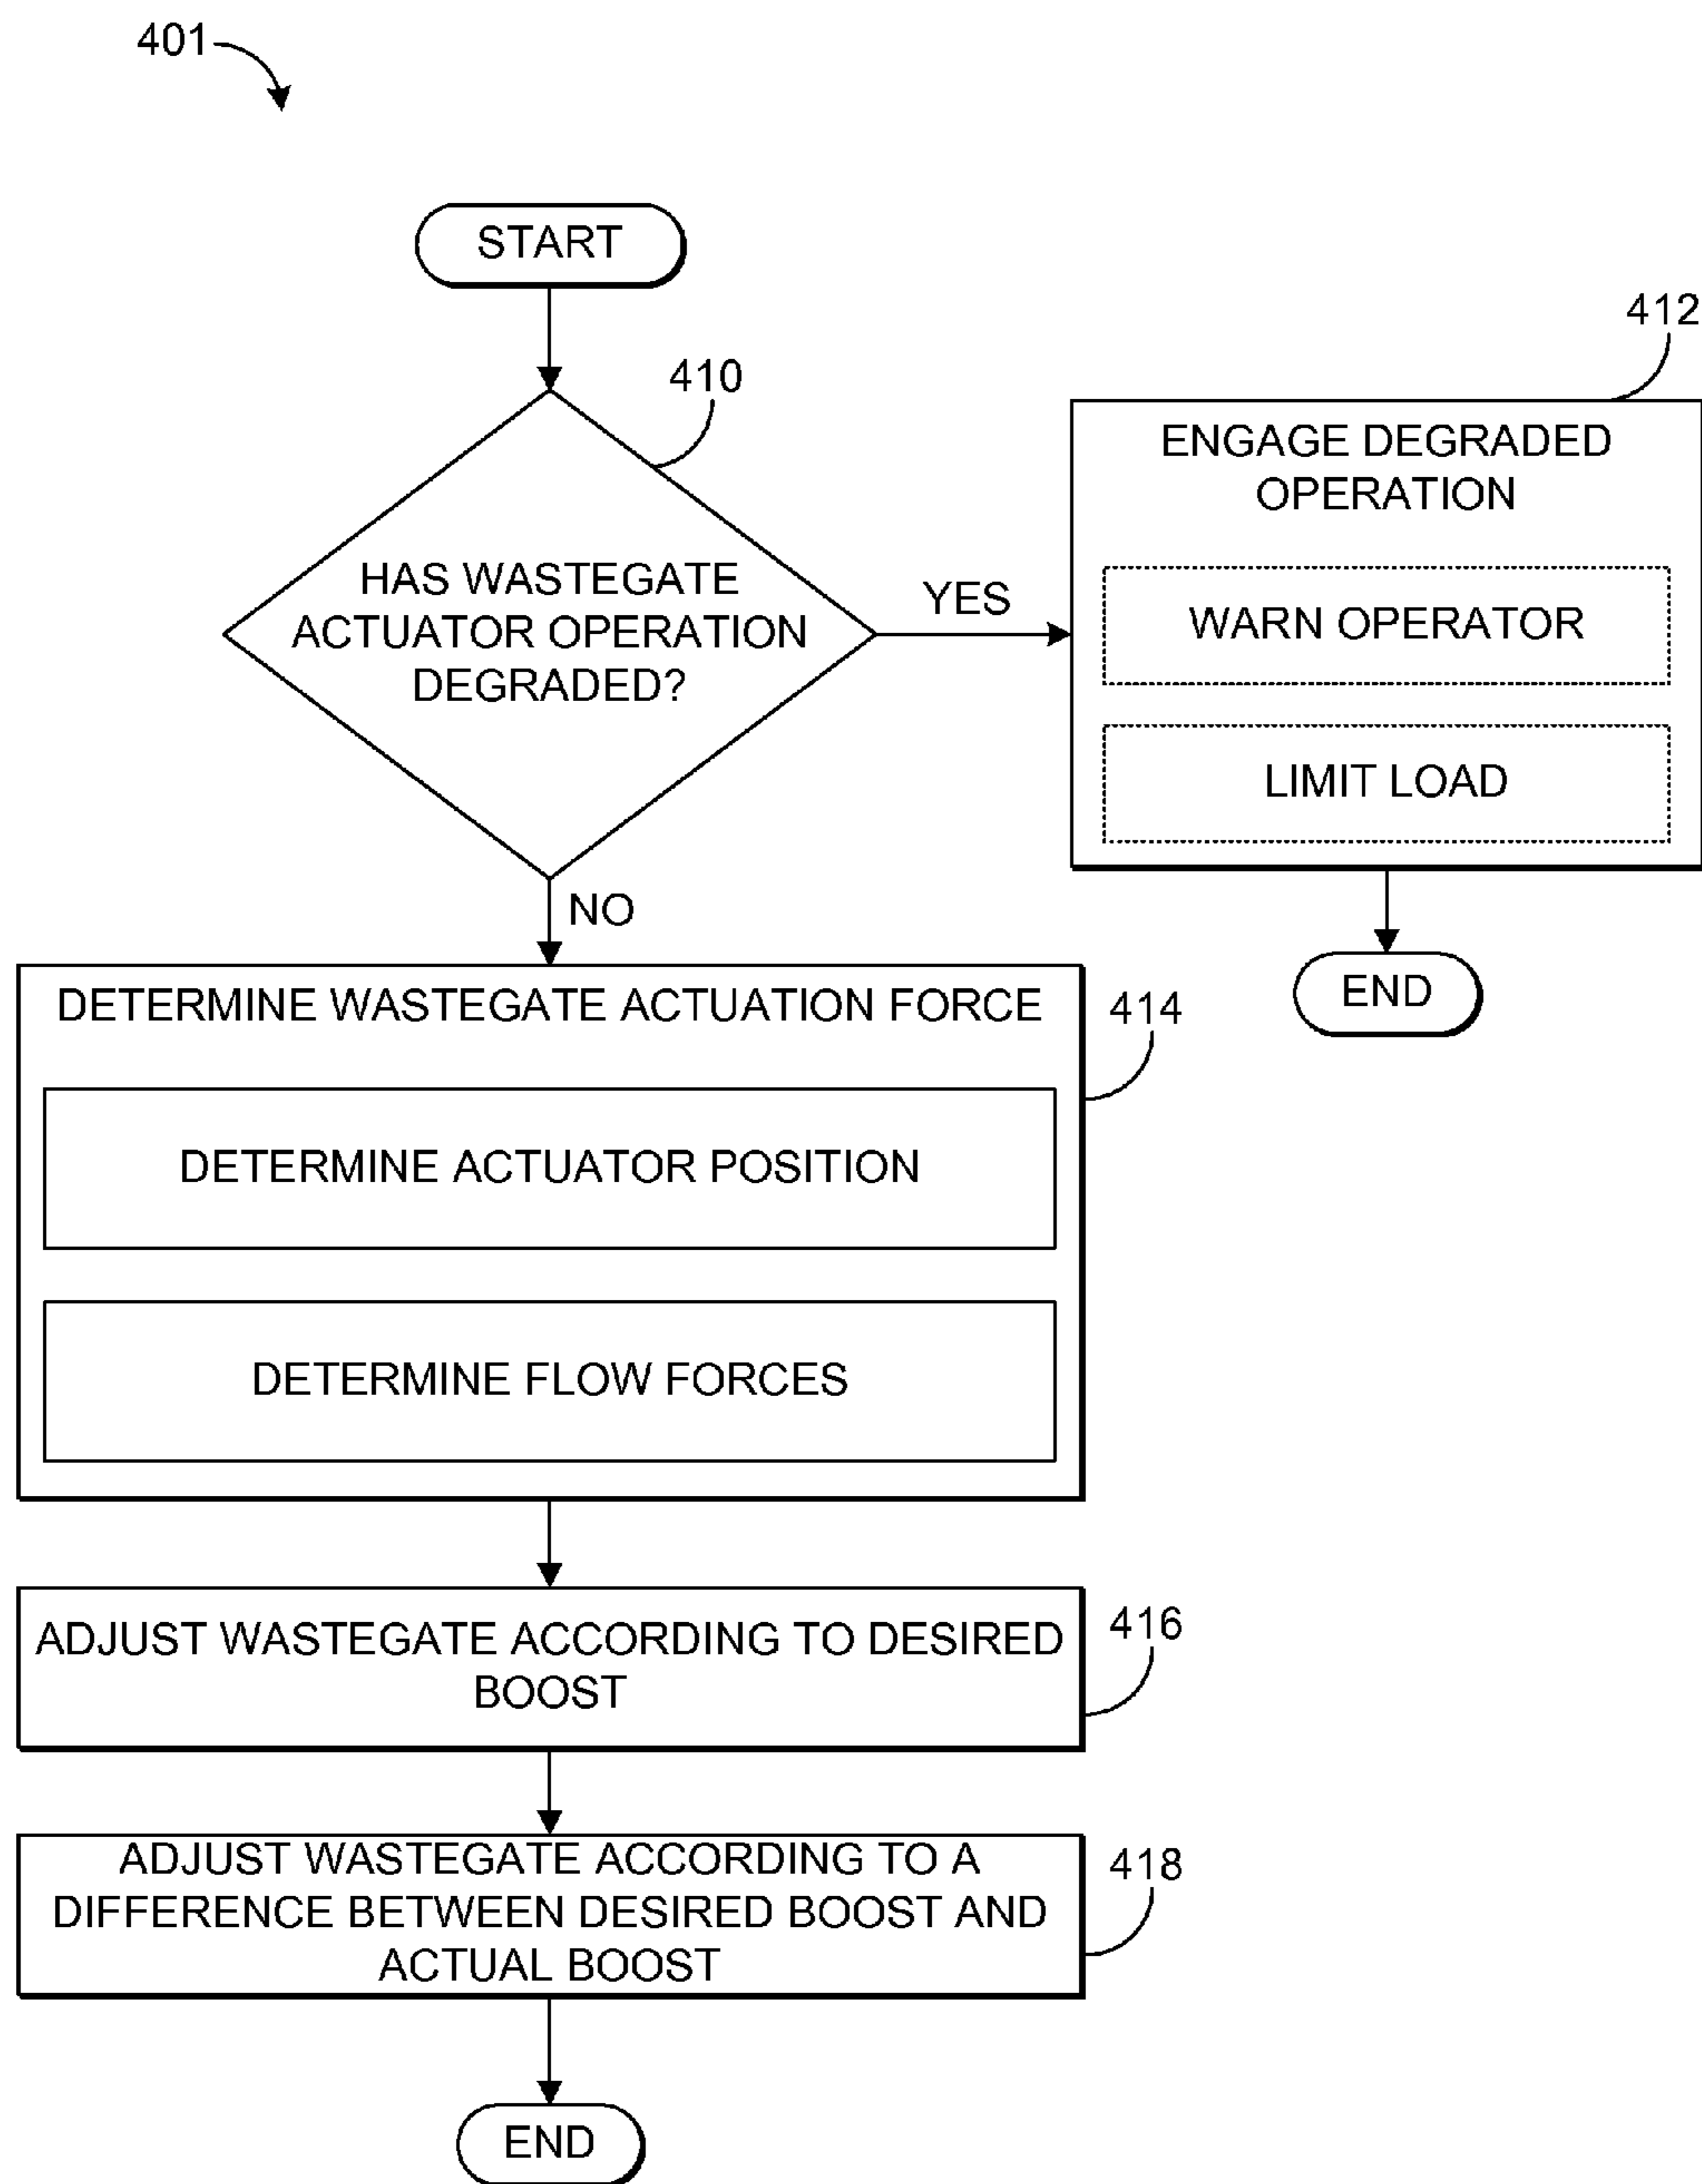 401
START
410
HAS WASTEGATE
ACTUATOR OPERATION
DEGRADED?
YES
412
ENGAGE DEGRADED
OPERATION
WARN OPERATOR
LIMIT LOAD
END
NO
DETERMINE WASTEGATE ACTUATION FORCE
414
DETERMINE ACTUATOR POSITION
DETERMINE FLOW FORCES
ADJUST WASTEGATE ACCORDING TO DESIRED
BOOST
416
ADJUST WASTEGATE ACCORDING TO A
DIFFERENCE BETWEEN DESIRED BOOST AND
ACTUAL BOOST
418
END